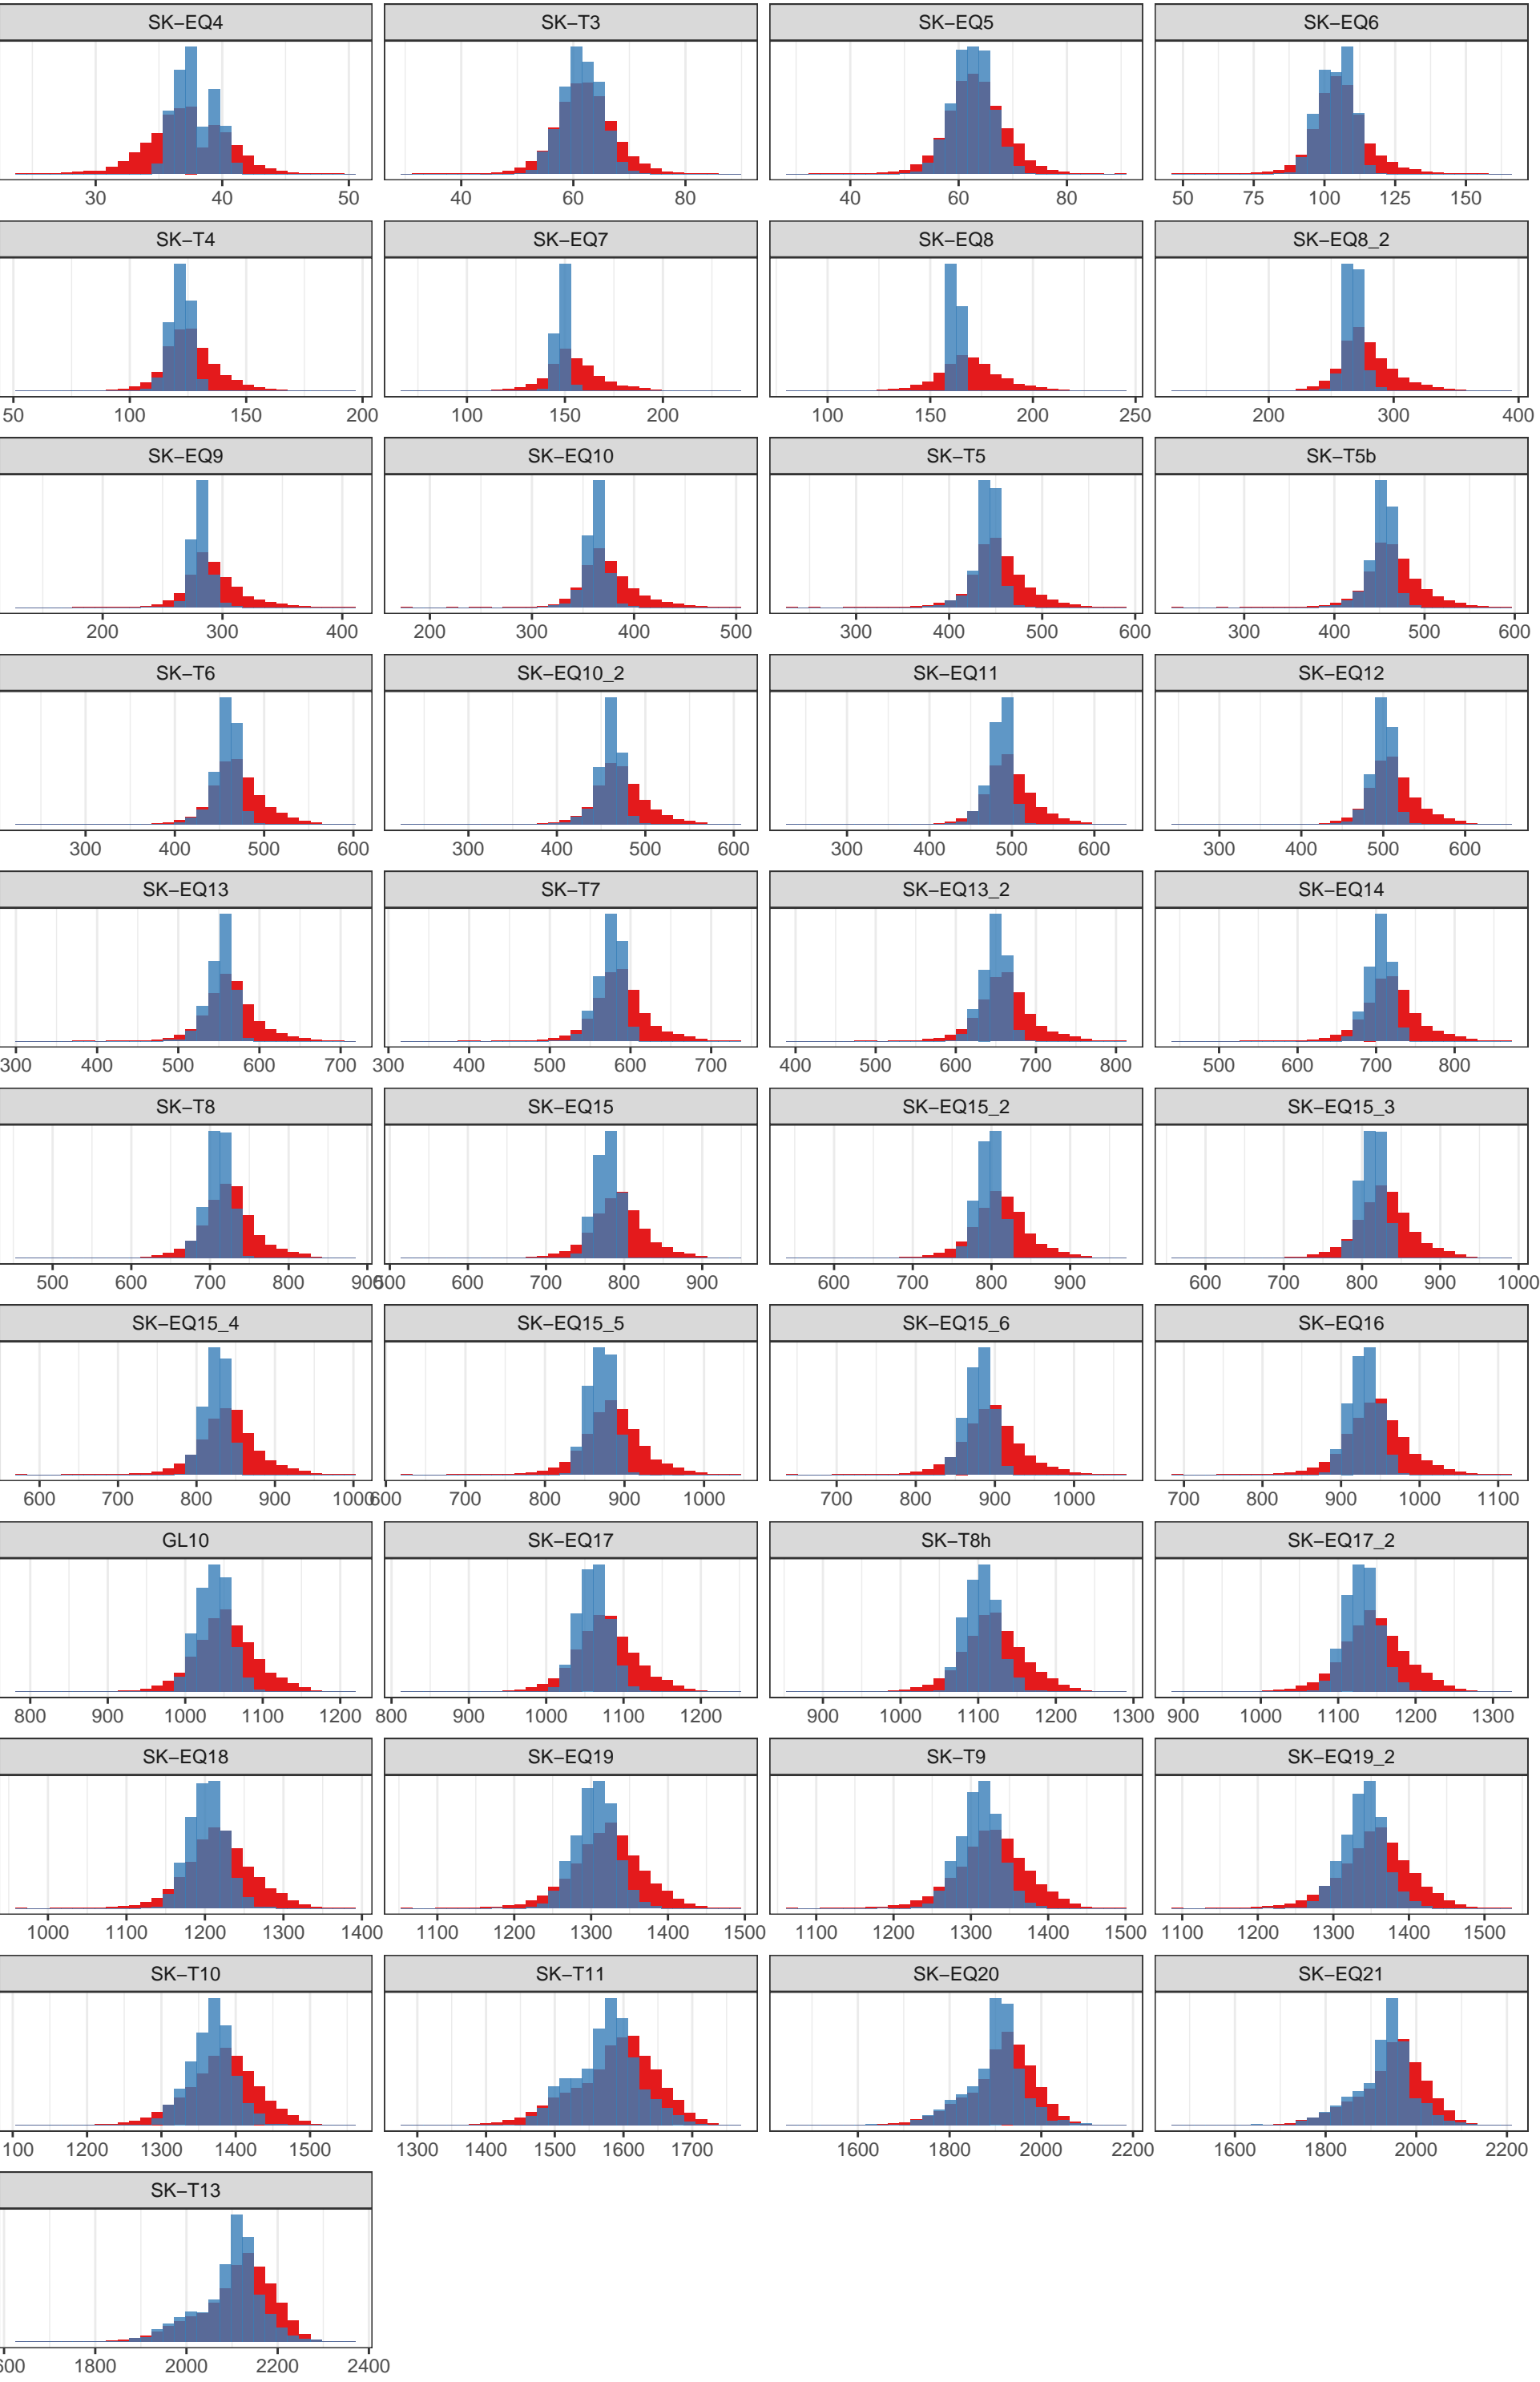 SK−EQ4 SK−T3 SK−EQ5 SK−EQ6
30 40 50 40 60 80 40 60 80 50 75 100 125 150
SK−T4 SK−EQ7 SK−EQ8 SK−EQ8_2
50 100 150 200 100 150 200 100 150 200 250 200 300 400
SK−EQ9 SK−EQ10 SK−T5 SK−T5b
200 300 400 200 300 400 500 300 400 500 600 300 400 500 600
SK−T6 SK−EQ10_2 SK−EQ11 SK−EQ12
300 400 500 600 300 400 500 600 300 400 500 600 300 400 500 600
SK−EQ13 SK−T7 SK−EQ13_2 SK−EQ14
300 400 500 600 700 300 400 500 600 700 400 500 600 700 800 500 600 700 800
SK−T8 SK−EQ15 SK−EQ15_2 SK−EQ15_3
500 600 700 800 900 500 600 700 800 900 600 700 800 900 600 700 800 900 1000
SK−EQ15_4 SK−EQ15_5 SK−EQ15_6 SK−EQ16
600 700 800 900 1000 600 700 800 900 1000 700 800 900 1000 700 800 900 1000 1100
GL10 SK−EQ17 SK−T8h SK−EQ17_2
800 900 1000 1100 1200 800 900 1000 1100 1200 900 1000 1100 1200 1300 900 1000 1100 1200 1300
SK−EQ18 SK−EQ19 SK−T9 SK−EQ19_2
1000 1100 1200 1300 1400 1100 1200 1300 1400 1500 1100 1200 1300 1400 1500 1100 1200 1300 1400 1500
SK−T10 SK−T11 SK−EQ20 SK−EQ21
100 1200 1300 1400 1500 1300 1400 1500 1600 1700 1600 1800 2000 2200 1600 1800 2000 2200
SK−T13
600 1800 2000 2200 2400